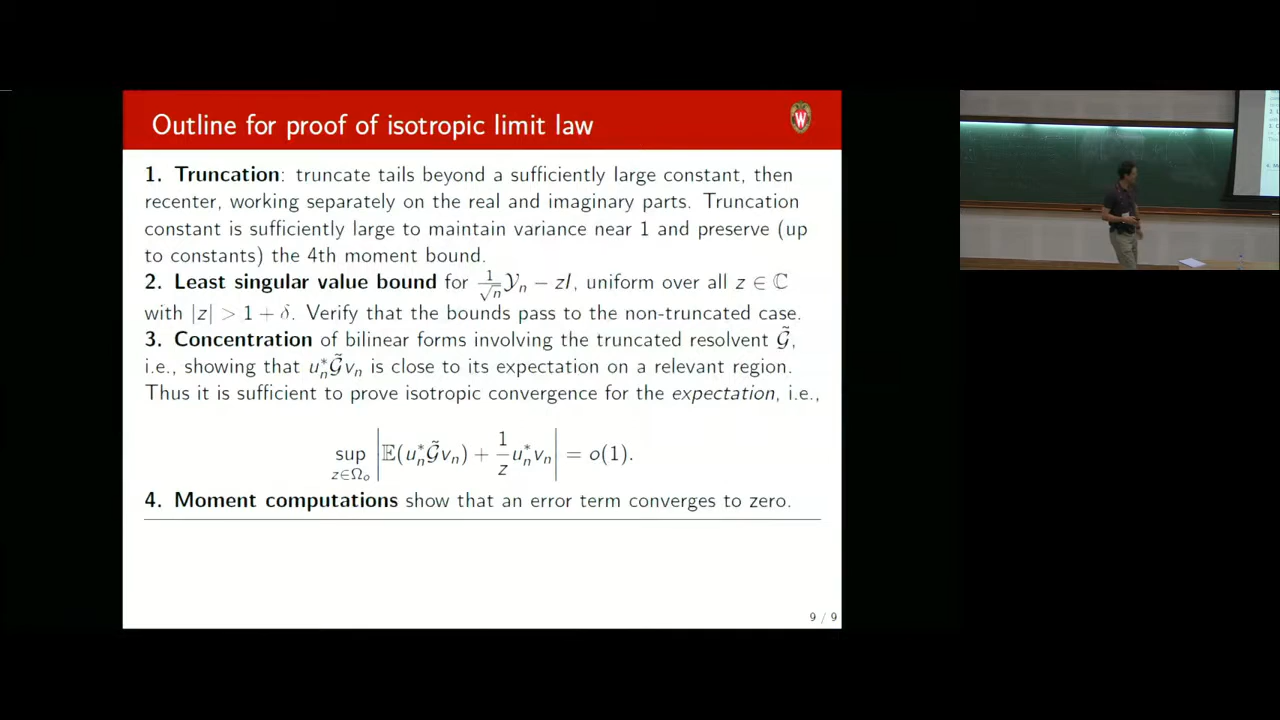 Outline for proof of isotropic limit law
W
1. Truncation: truncate tails beyond a sufficiently large constant, then
recenter, working separately on the real and imaginary parts. Truncation
constant is sufficiently large to maintain variance near 1 and preserve (up
to constants) the 4th moment bound.
2. Least singular value bound for 1/√n 𝒴ₙ − zI, uniform over all z ∈ ℂ
with |z| > 1 + δ. Verify that the bounds pass to the non-truncated case.
3. Concentration of bilinear forms involving the truncated resolvent 𝒢̃,
i.e., showing that uₙ*𝒢̃vₙ is close to its expectation on a relevant region.
Thus it is sufficient to prove isotropic convergence for the expectation, i.e.,
sup_{z∈Ω₀} |𝔼(uₙ*𝒢̃vₙ) + 1/z uₙ*vₙ| = o(1).
4. Moment computations show that an error term converges to zero.
9 / 9